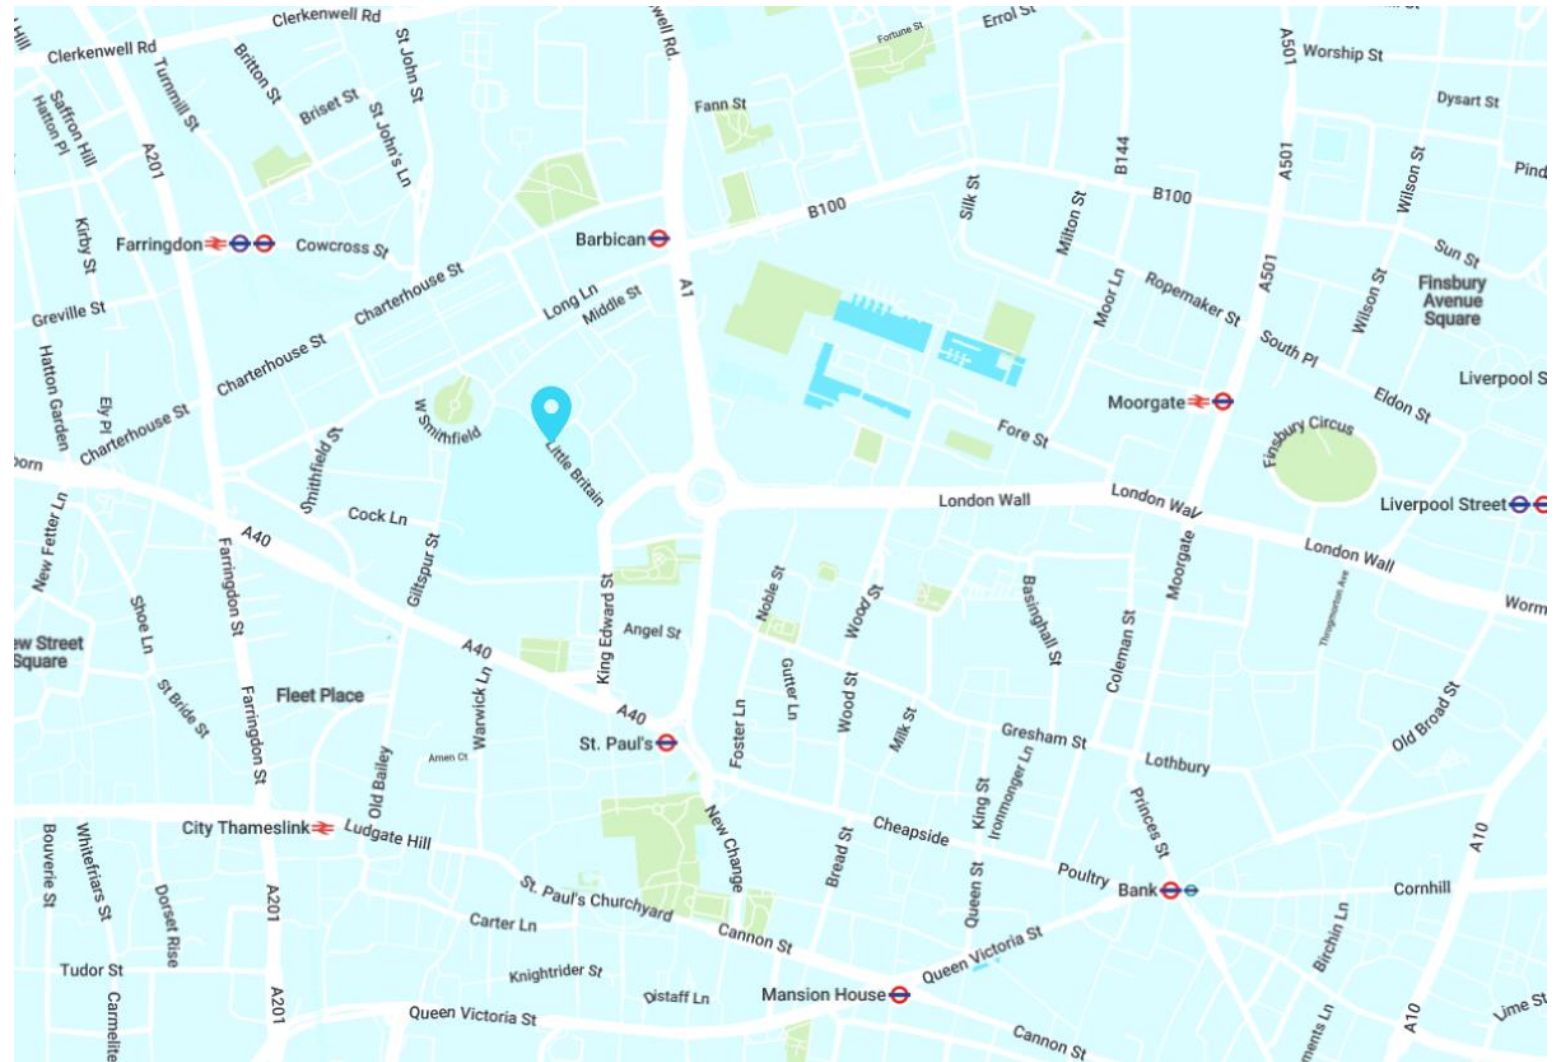 Clerkenwell Rd
Errol St
Fortune St
well Rd.
Clerkenwell Rd
Hill
St John St
A501
Worship St
Turnmill St
Britton St
Briset St
Fann St
Dysart St
Saffron Hill
Hatton Pl
A201
St John's Ln
B144
A501
Wilson St
Pind
B100
Silk St
Milton St
B100
Kirby St
Farringdon
Cowcross St
Barbican
Sun St
A501
Charterhouse St
Long Ln
Middle St
A1
Moor Ln
Ropemaker St
Wilson St
Finsbury
Avenue
Square
Greville St
Charterhouse St
South Pl
Hatton Garden
Ely Pl
Charterhouse St
W Smithfield
Moorgate
Eldon St
Liverpool S
Fore St
Finsbury Circus
orn
Smithfield St
Little Britain
London Wall
London Wall
Liverpool Street
Cock Ln
A40
New Fetter Ln
Farringdon St
Giltspur St
London Wall
Moorgate
Shoe Ln
King Edward St
Noble St
Wood St
Basinghall St
Throgmorton Ave
Worm
ew Street
Square
A40
Angel St
Coleman St
Fleet Place
Farringdon St
St Bride St
Warwick Ln
Gutter Ln
Wood St
A40
St. Paul's
Foster Ln
Milk St
Gresham St
Lothbury
Old Broad St
Amen Ct
Old Bailey
City Thameslink
Ludgate Hill
New Change
Cheapside
King St
Ironmonger Ln
Princes St
A10
Bouverie St
Whitefriars St
Bread St
Poultry
Bank
Cornhill
Dorset Rise
A201
St. Paul's Churchyard
Carter Ln
Cannon St
Queen St
Queen Victoria St
Birchin Ln
Tudor St
Knightrider St
Distaff Ln
Mansion House
A201
Queen Victoria St
Carmelite
Cannon St
ments Ln
A10
Lime St